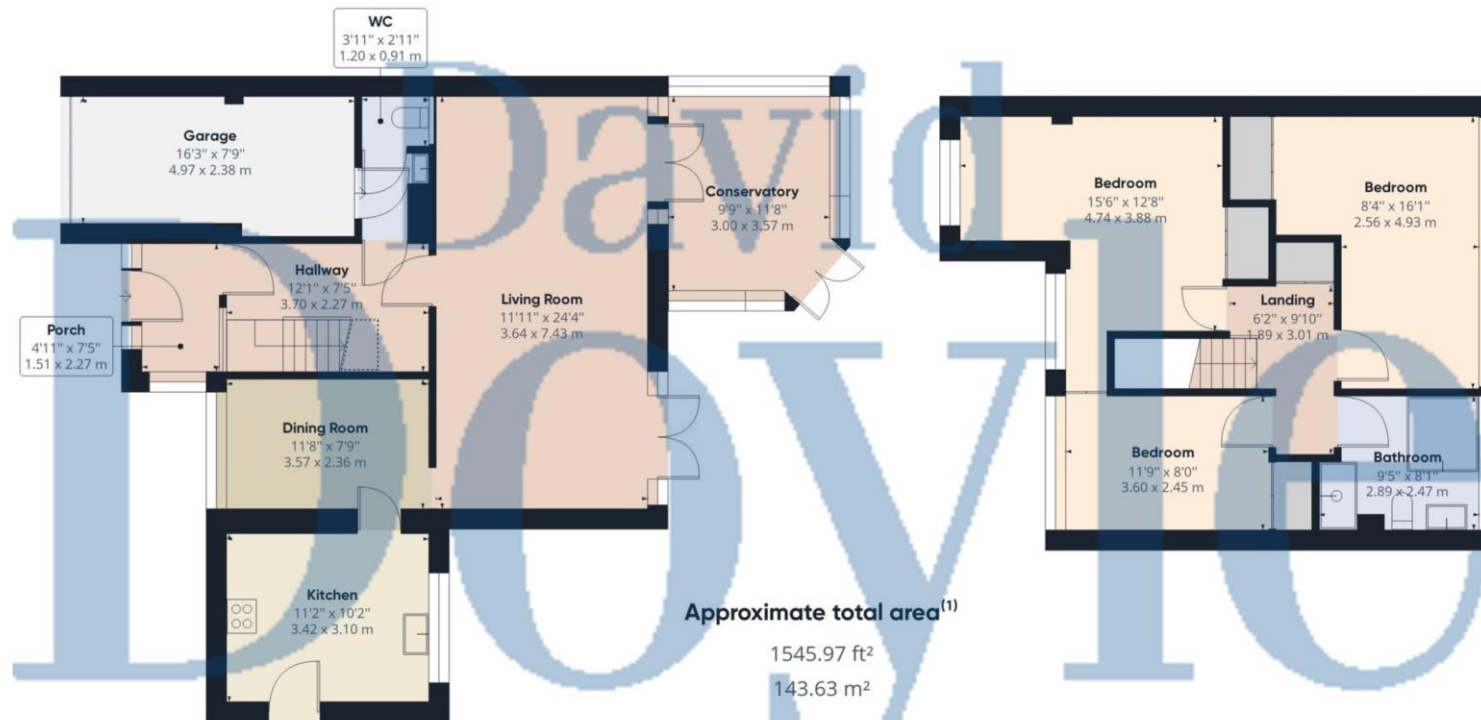 WC
3'11" x 2'11"
1.20 x 0.91 m
Garage
16'3" x 7'9"
4.97 x 2.38 m
Conservatory
9'9" x 11'8"
3.00 x 3.57 m
Hallway
12'1" x 7'5"
3.70 x 2.27 m
Living Room
11'11" x 24'4"
3.64 x 7.43 m
Porch
4'11" x 7'5"
1.51 x 2.27 m
Dining Room
11'8" x 7'9"
3.57 x 2.36 m
Kitchen
11'2" x 10'2"
3.42 x 3.10 m
Bedroom
15'6" x 12'8"
4.74 x 3.88 m
Bedroom
8'4" x 16'1"
2.56 x 4.93 m
Landing
6'2" x 9'10"
1.89 x 3.01 m
Bedroom
11'9" x 8'0"
3.60 x 2.45 m
Bathroom
9'5" x 8'1"
2.89 x 2.47 m
Approximate total area(1)
1545.97 ft²
143.63 m²
David
Doyle